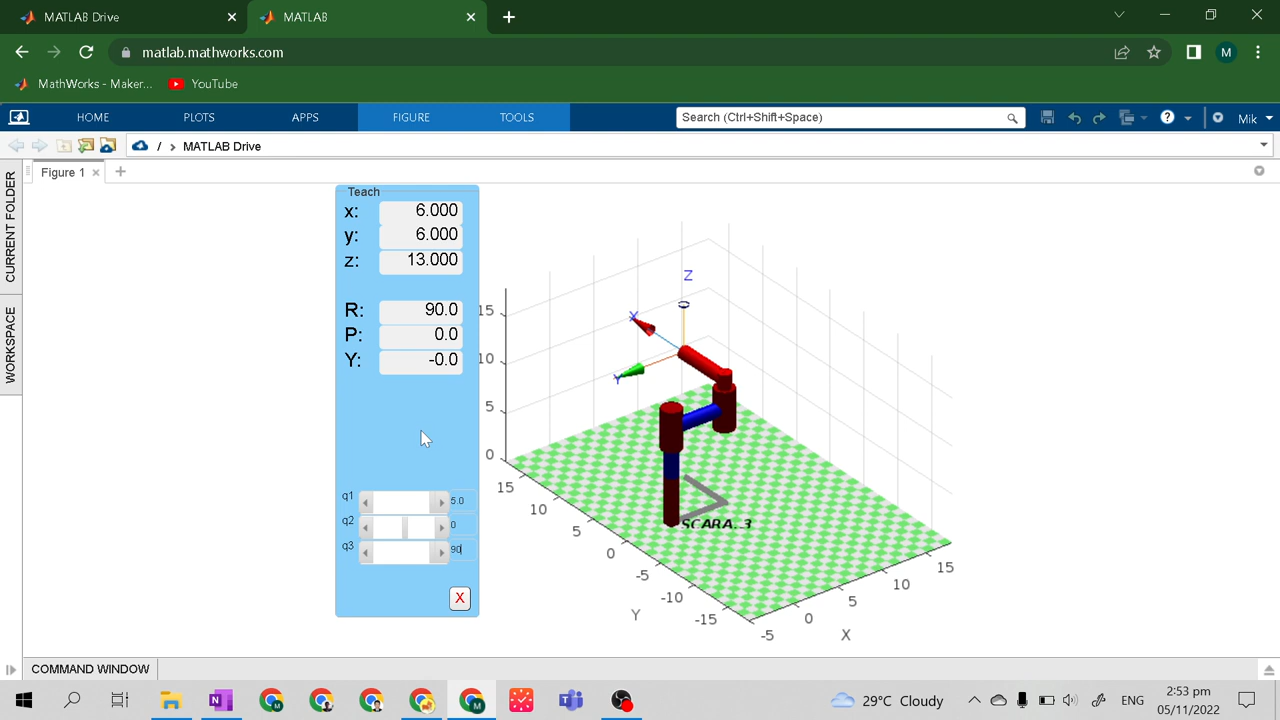 MATLAB Drive
MATLAB
matlab.mathworks.com
M
MathWorks - Maker...
YouTube
HOME
PLOTS
APPS
FIGURE
TOOLS
Search (Ctrl+Shift+Space)
Mik
/
MATLAB Drive
CURRENT FOLDER
WORKSPACE
Figure 1
Teach
x: 6.000
y: 6.000
z: 13.000
R: 90.0
P: 0.0
Y: -0.0
q1 5.0
q2 0
q3 90
X
15
10
5
0
Z
X
Y
SCARA. 3
15
10
5
0
-5
-10
-15
Y
-5
0
5
10
15
X
COMMAND WINDOW
29°C Cloudy
ENG
2:53 pm
05/11/2022